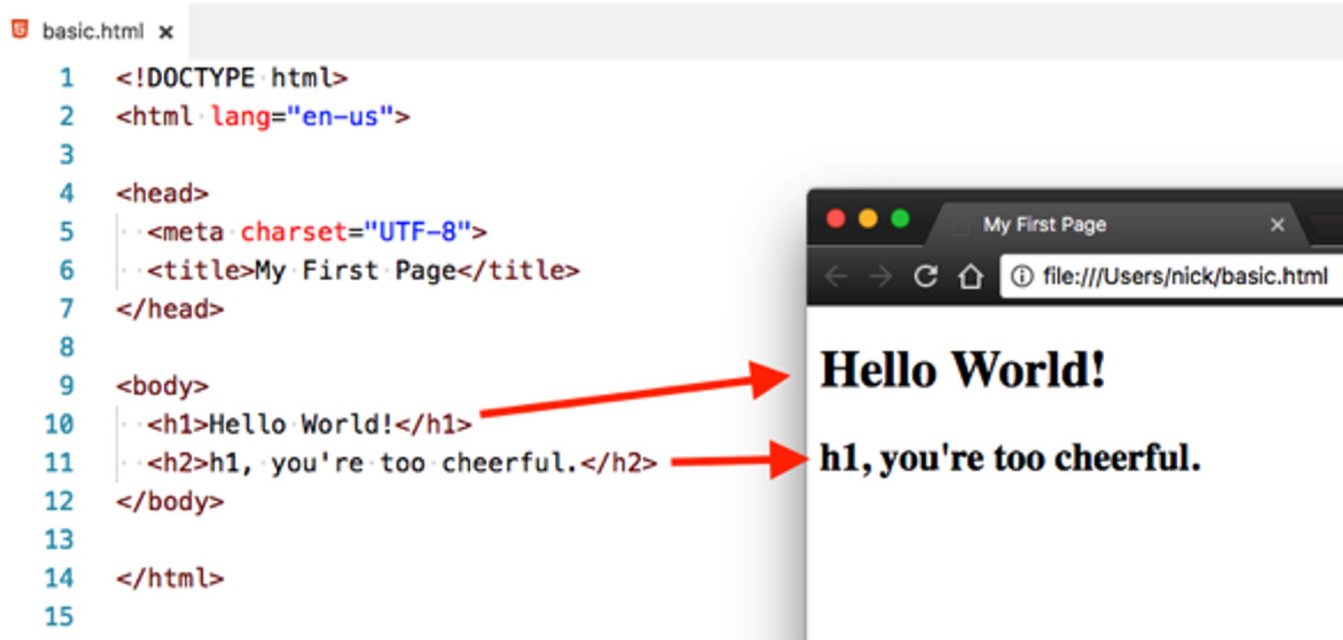 basic.html
1 <!DOCTYPE html>
2 <html lang="en-us">
3
4 <head>
5   <meta charset="UTF-8">
6   <title>My First Page</title>
7 </head>
8
9 <body>
10   <h1>Hello World!</h1>
11   <h2>h1, you're too cheerful.</h2>
12 </body>
13
14 </html>
15
My First Page
file:///Users/nick/basic.html
Hello World!
h1, you're too cheerful.